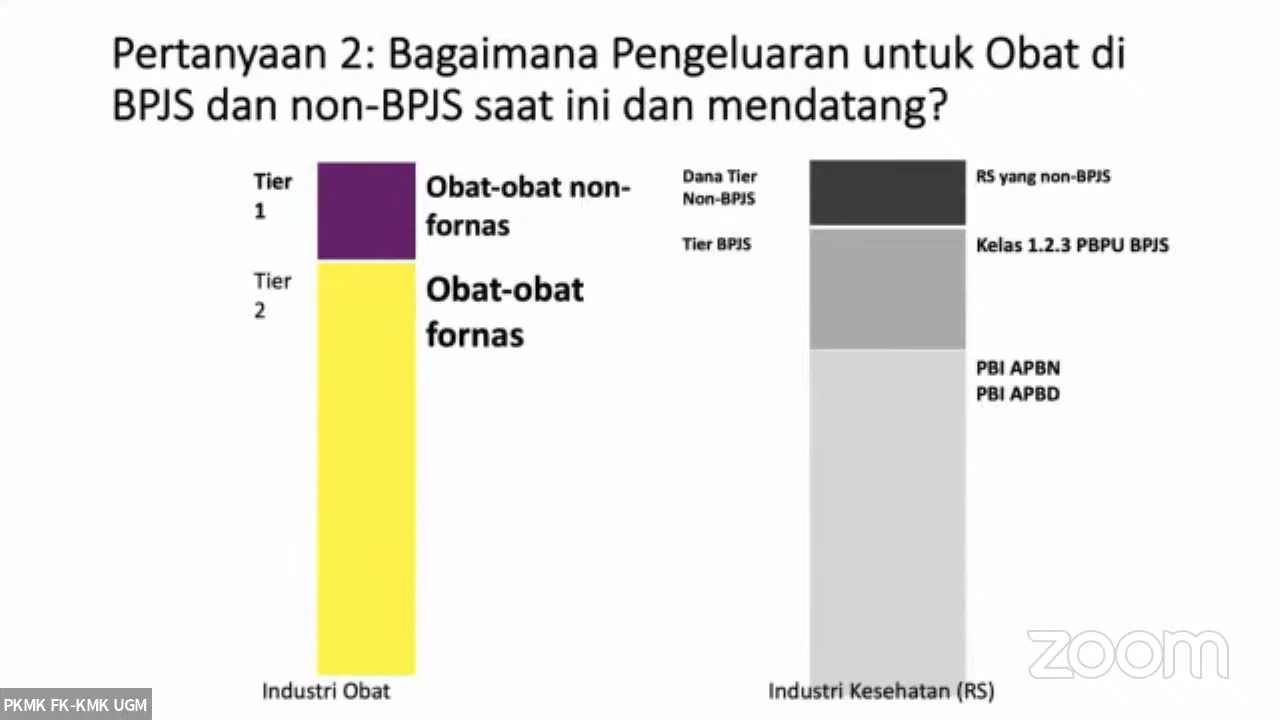 Pertanyaan 2: Bagaimana Pengeluaran untuk Obat di
BPJS dan non-BPJS saat ini dan mendatang?
Tier
1
Obat-obat non-
fornas
Tier
2
Obat-obat
fornas
Industri Obat
Dana Tier
Non-BPJS
RS yang non-BPJS
Tier BPJS
Kelas 1.2.3 PBPU BPJS
PBI APBN
PBI APBD
Industri Kesehatan (RS)
zoom
PKMK FK-KMK UGM